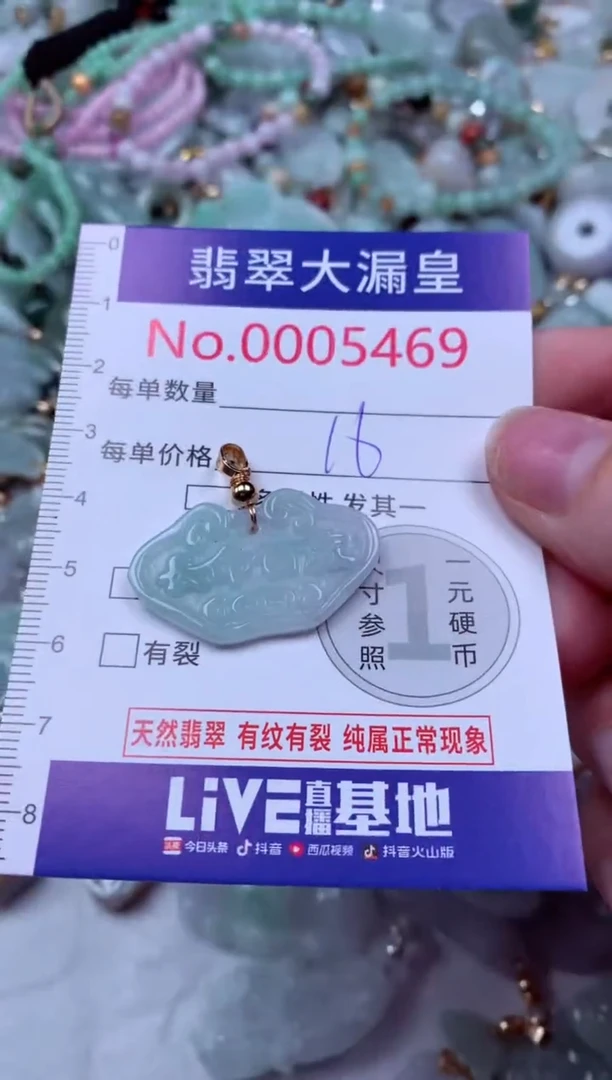 翡翠大漏皇
No.0005469
每单数量
每单价格 16
发其一
有裂
寸参照
1
一元硬币
天然翡翠 有纹有裂 纯属正常现象
LiVE直播基地
今日头条 抖音 西瓜视频 抖音火山版
0
1
2
3
4
5
6
7
8